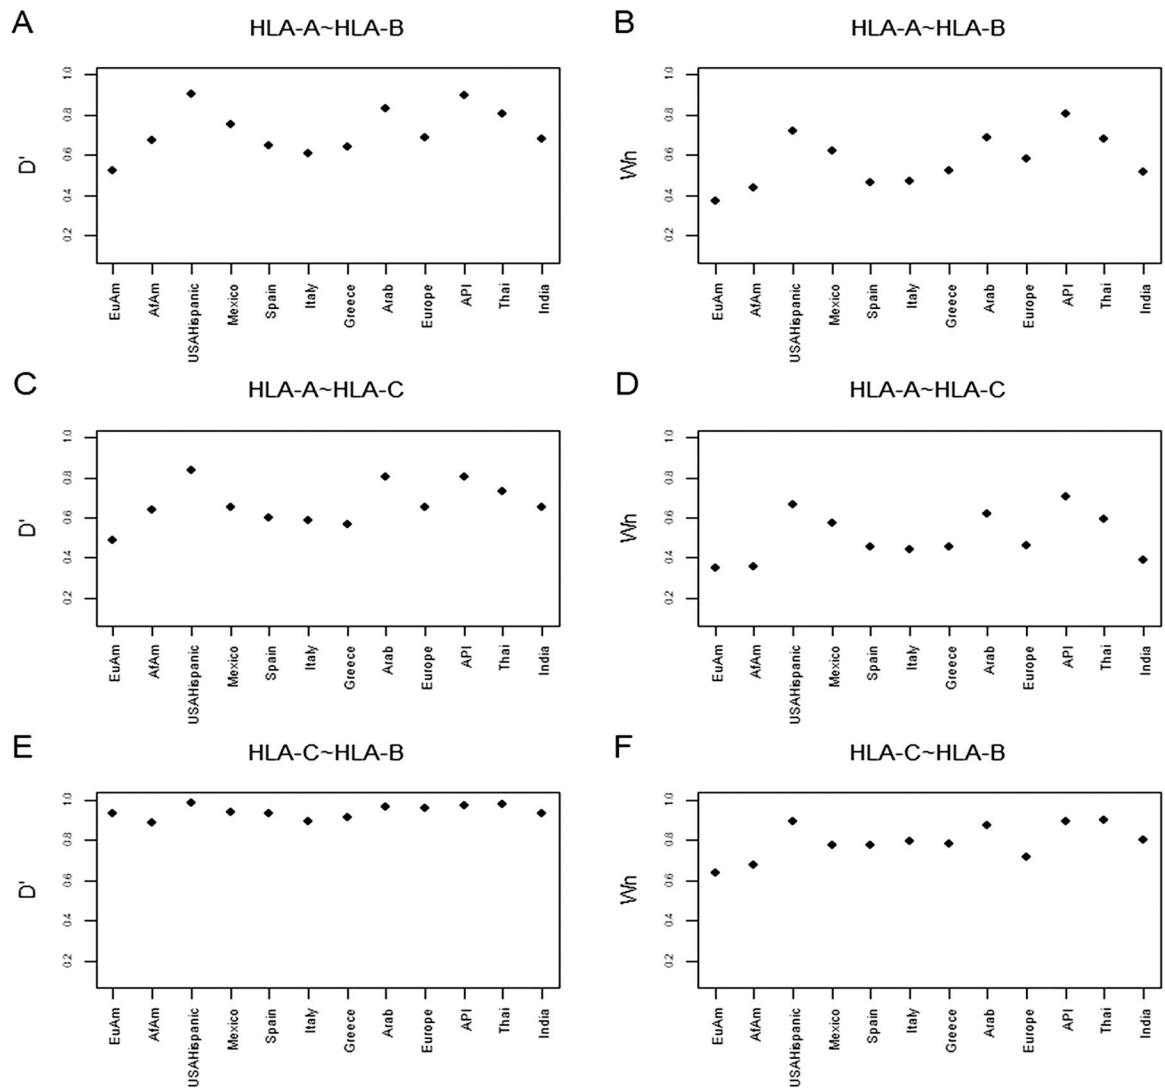 A
HLA-A~HLA-B
D'
1.0
0.8
0.6
0.4
0.2
EuAm
AfAm
USAHispanic
Mexico
Spain
Italy
Greece
Arab
Europe
API
Thai
India
B
HLA-A~HLA-B
Wn
1.0
0.8
0.6
0.4
0.2
EuAm
AfAm
USAHispanic
Mexico
Spain
Italy
Greece
Arab
Europe
API
Thai
India
C
HLA-A~HLA-C
D'
1.0
0.8
0.6
0.4
0.2
EuAm
AfAm
USAHispanic
Mexico
Spain
Italy
Greece
Arab
Europe
API
Thai
India
D
HLA-A~HLA-C
Wn
1.0
0.8
0.6
0.4
0.2
EuAm
AfAm
USAHispanic
Mexico
Spain
Italy
Greece
Arab
Europe
API
Thai
India
E
HLA-C~HLA-B
D'
1.0
0.8
0.6
0.4
0.2
EuAm
AfAm
USAHispanic
Mexico
Spain
Italy
Greece
Arab
Europe
API
Thai
India
F
HLA-C~HLA-B
Wn
1.0
0.8
0.6
0.4
0.2
EuAm
AfAm
USAHispanic
Mexico
Spain
Italy
Greece
Arab
Europe
API
Thai
India